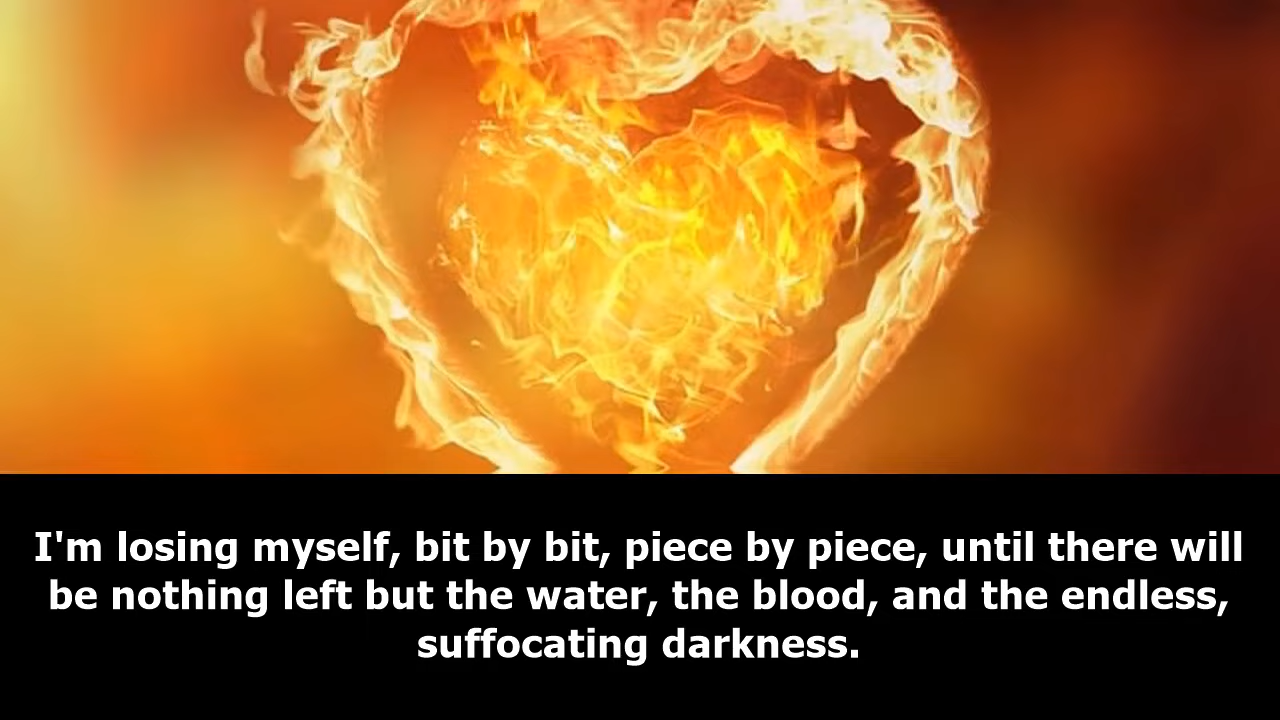 I'm losing myself, bit by bit, piece by piece, until there will
be nothing left but the water, the blood, and the endless,
suffocating darkness.